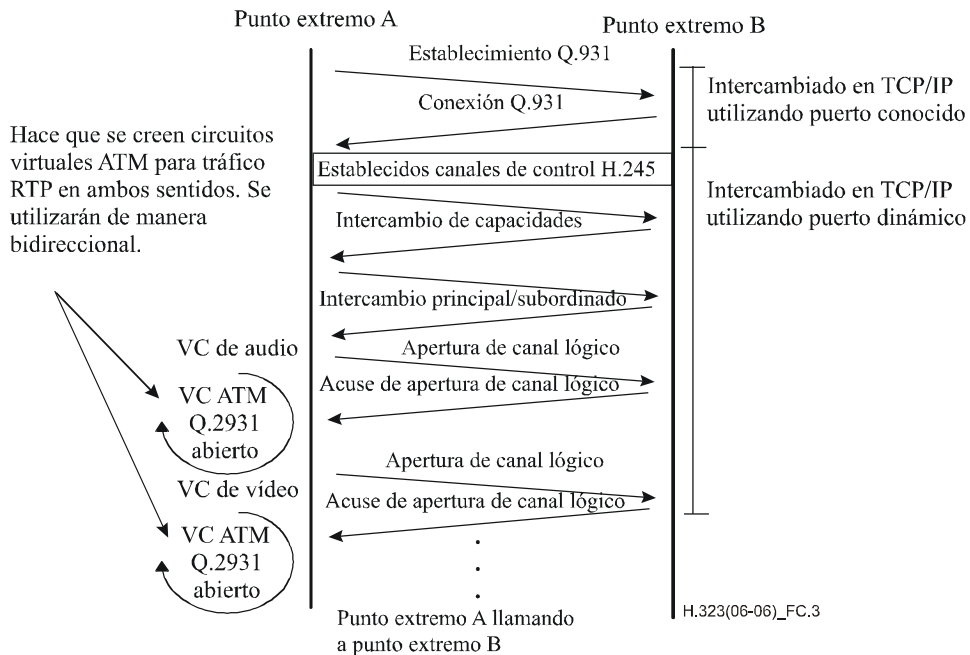 Punto extremo A
Punto extremo B
Establecimiento Q.931
Conexión Q.931
Intercambiado en TCP/IP
utilizando puerto conocido
Hace que se creen circuitos
virtuales ATM para tráfico
RTP en ambos sentidos. Se
utilizarán de manera
bidireccional.
Establecidos canales de control H.245
Intercambiado en TCP/IP
utilizando puerto dinámico
Intercambio de capacidades
Intercambio principal/subordinado
VC de audio
Apertura de canal lógico
Acuse de apertura de canal lógico
VC ATM
Q.2931
abierto
Apertura de canal lógico
VC de vídeo
Acuse de apertura de canal lógico
VC ATM
Q.2931
abierto
Punto extremo A llamando
a punto extremo B
H.323(06-06)_FC.3